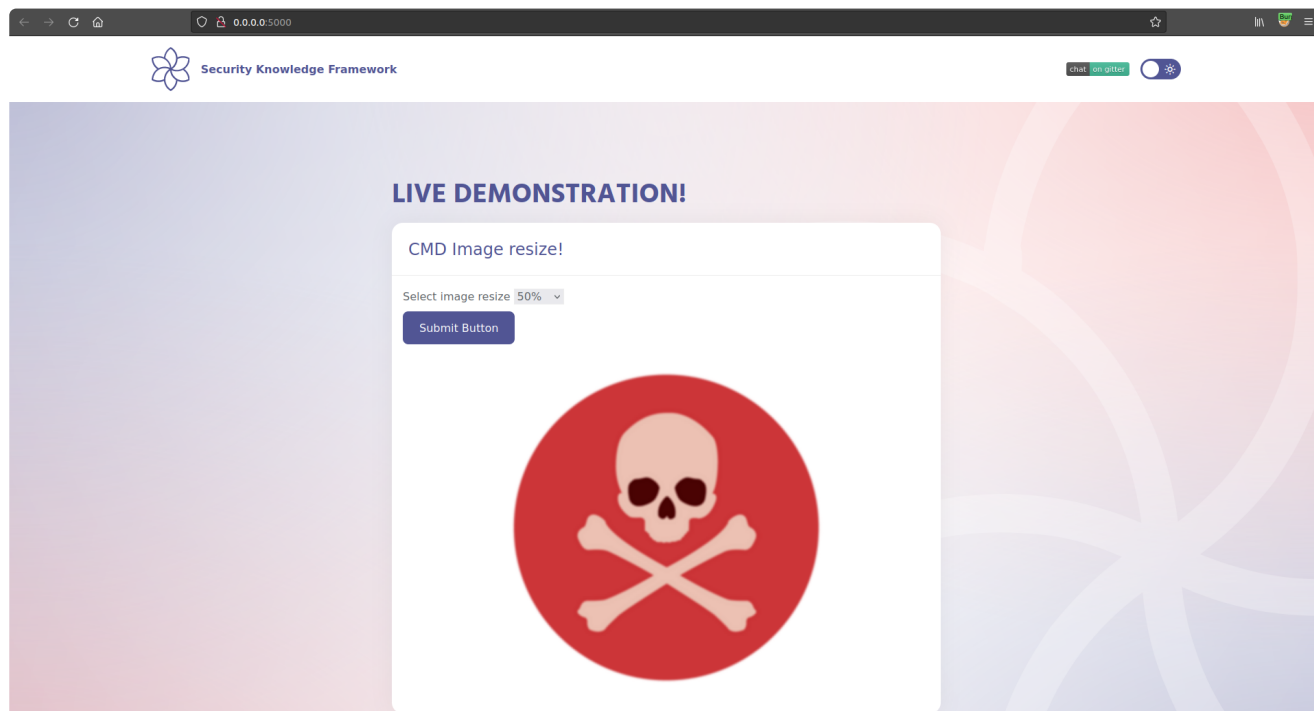 0.0.0.0:5000
Security Knowledge Framework
chat on gitter
LIVE DEMONSTRATION!
CMD Image resize!
Select image resize 50%
Submit Button